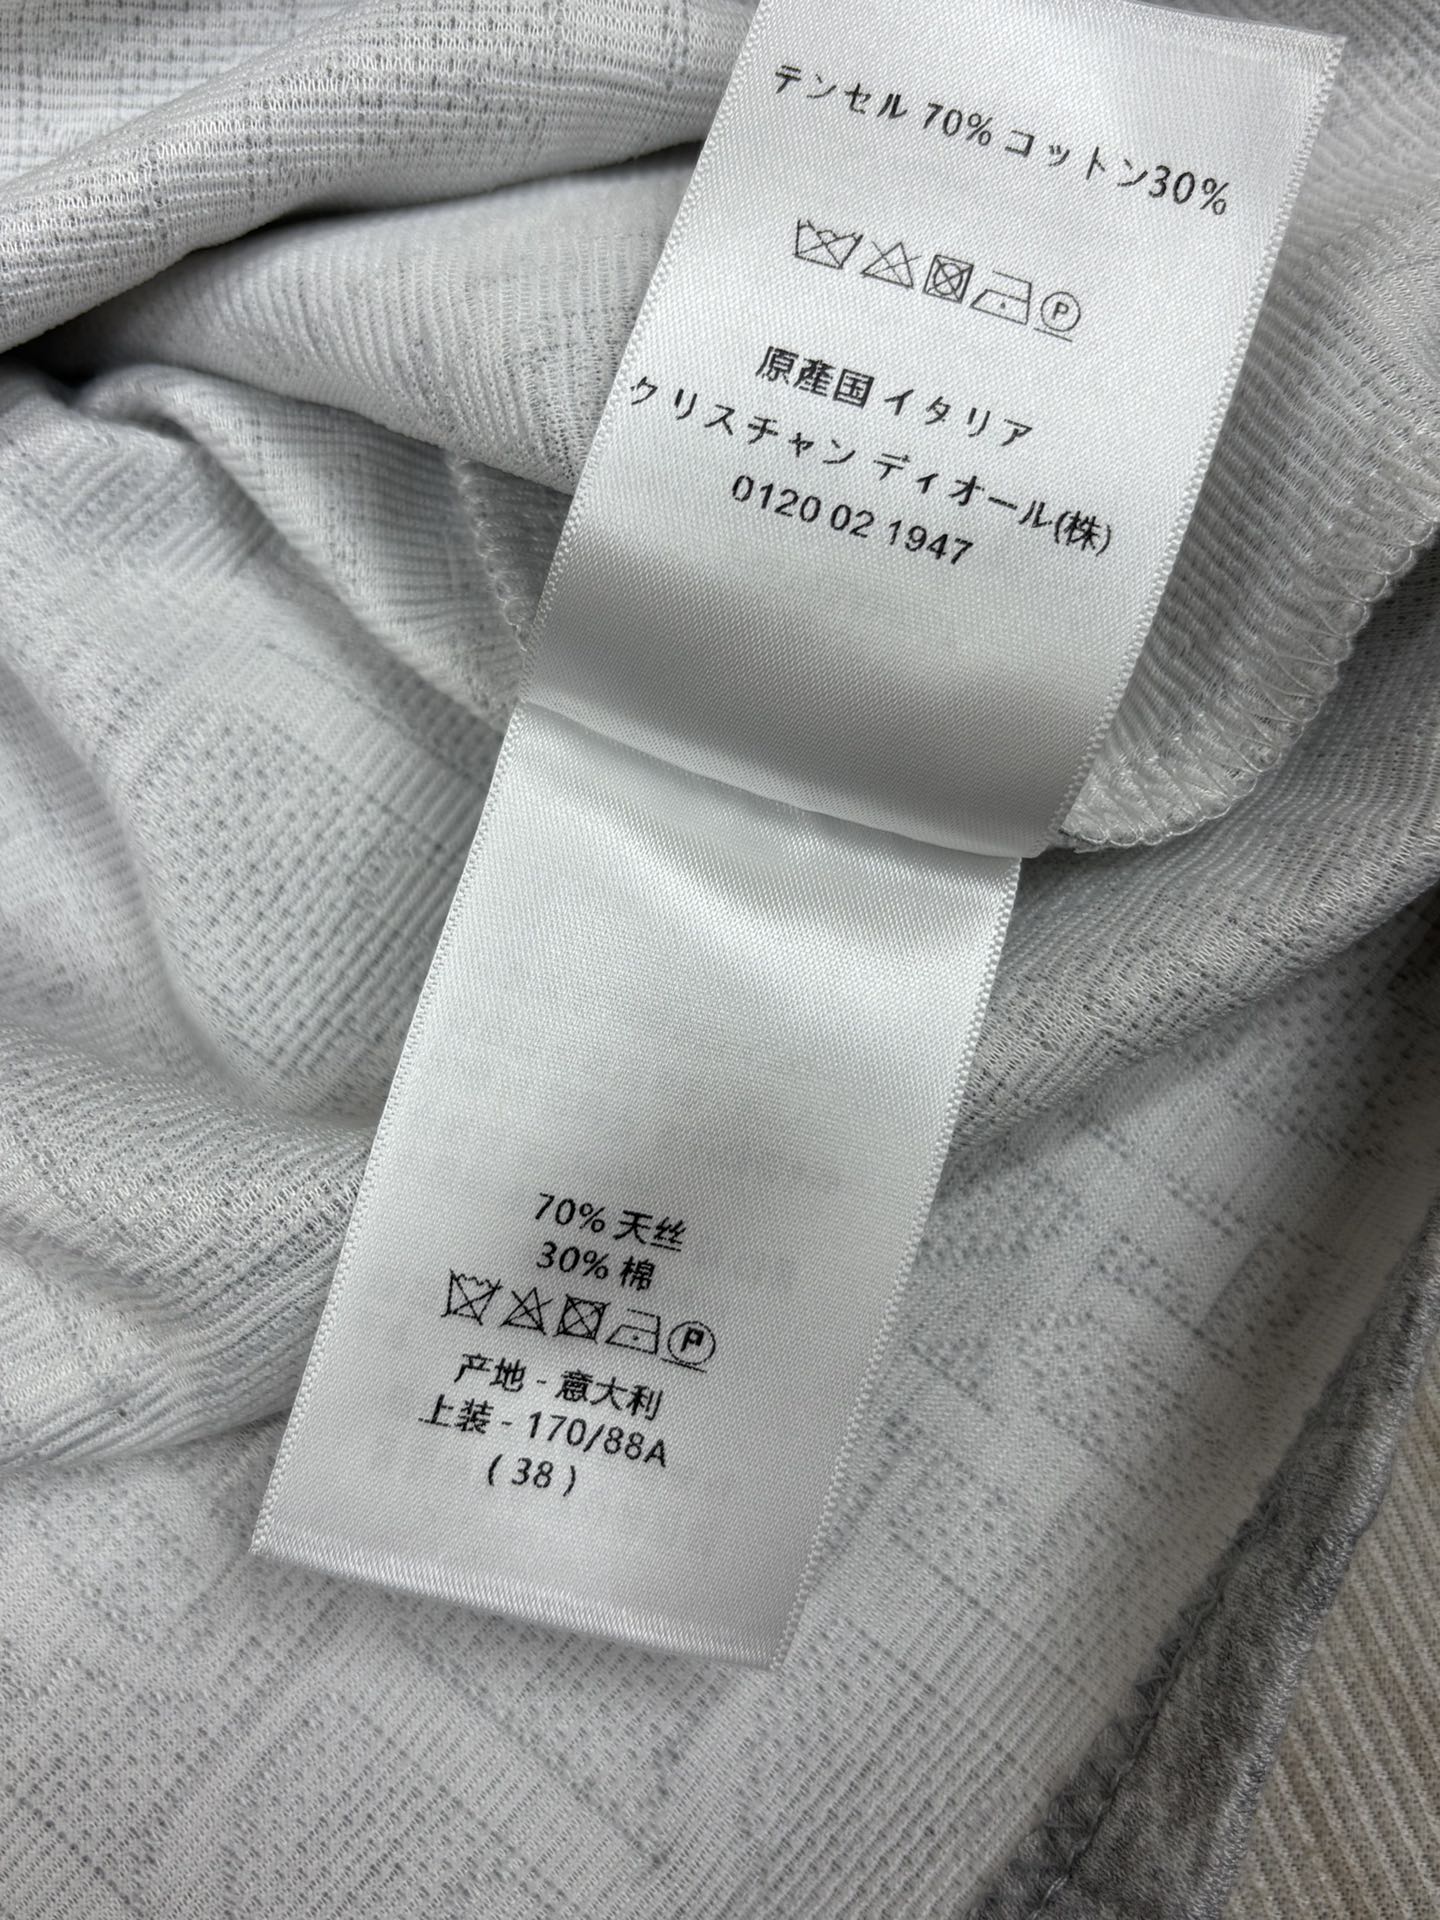 テンセル 70% コットン30%
P
原産国 イタリア
クリスチャン ディオール(株)
0120 02 1947
70% 天丝
30% 棉
P
产地 - 意大利
上装 - 170/88A
( 38 )